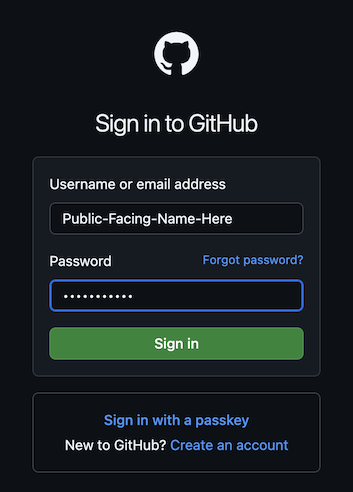 Sign in to GitHub
Username or email address
Public-Facing-Name-Here
Password Forgot password?
•••••••••••
Sign in
Sign in with a passkey
New to GitHub? Create an account